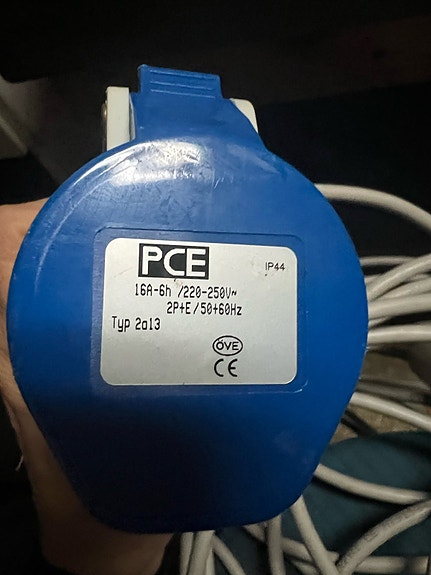 PCE
IP44
16A-6h /220-250V~
2P+E/50+60Hz
Typ 2a13
ÖVE
CE